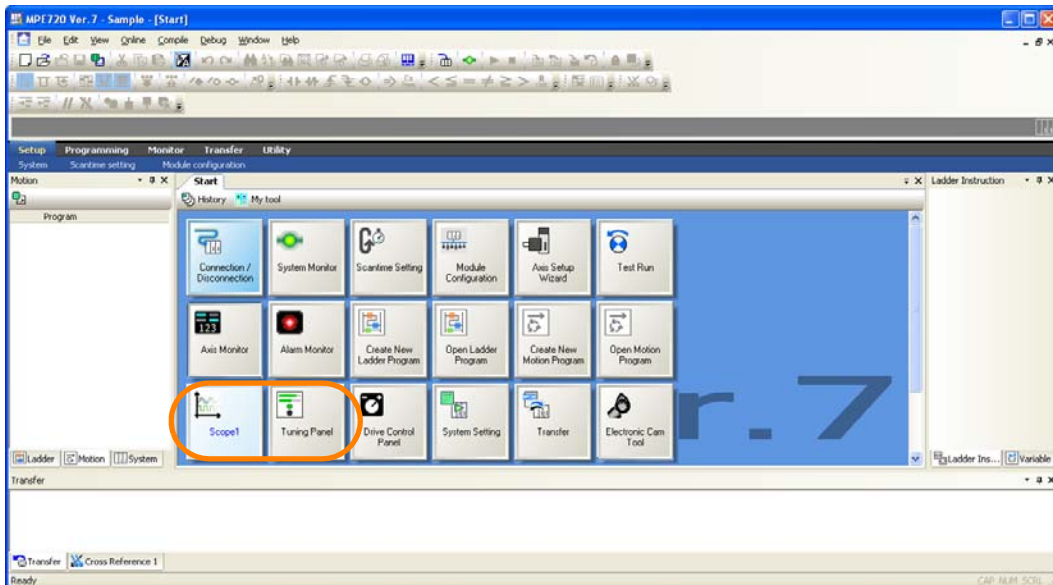 MPE720 Ver.7 - Sample - [Start]
File Edit View Online Compile Debug Window Help
Setup Programming Monitor Transfer Utility
System Scantime setting Module configuration
Motion
Program
Start
History My tool
Connection / Disconnection
System Monitor
Scantime Setting
Module Configuration
Axis Setup Wizard
Test Run
Axis Monitor
Alarm Monitor
Create New Ladder Program
Open Ladder Program
Create New Motion Program
Open Motion Program
Scope1
Tuning Panel
Drive Control Panel
System Setting
Transfer
Electronic Cam Tool
r.7
Ladder Instruction
Ladder Motion System
Ladder Ins... Variable
Transfer
Transfer Cross Reference 1
Ready
CAP NUM SCRL